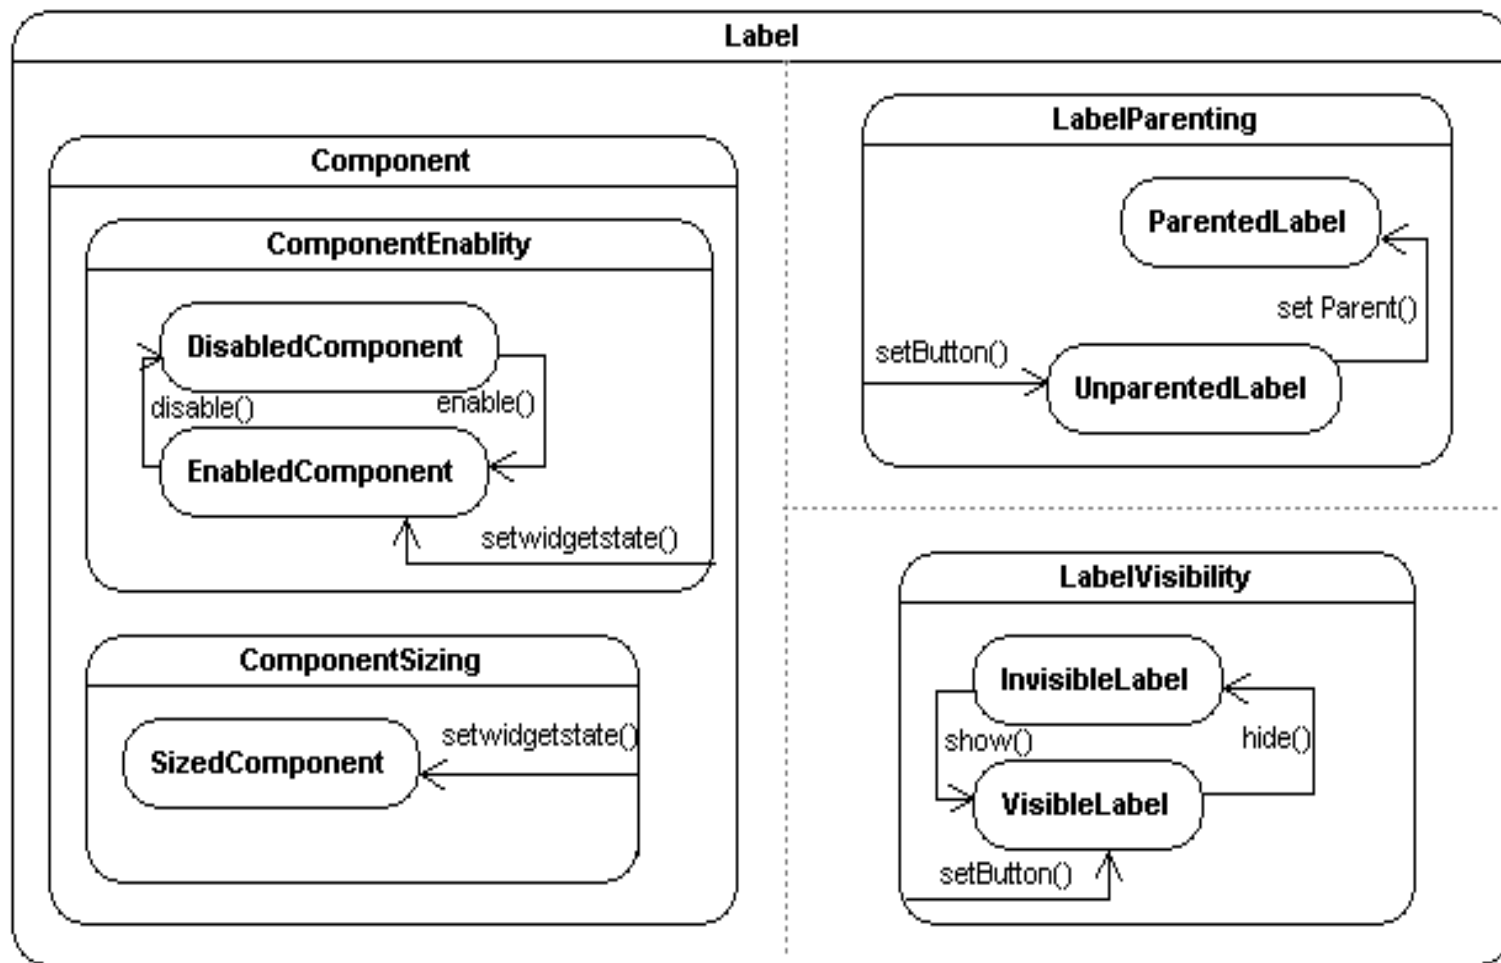 Label
Component
ComponentEnablity
DisabledComponent
disable()
enable()
EnabledComponent
setwidgetstate()
ComponentSizing
setwidgetstate()
SizedComponent
LabelParenting
ParentedLabel
set Parent()
setButton()
UnparentedLabel
LabelVisibility
InvisibleLabel
show()
hide()
VisibleLabel
setButton()